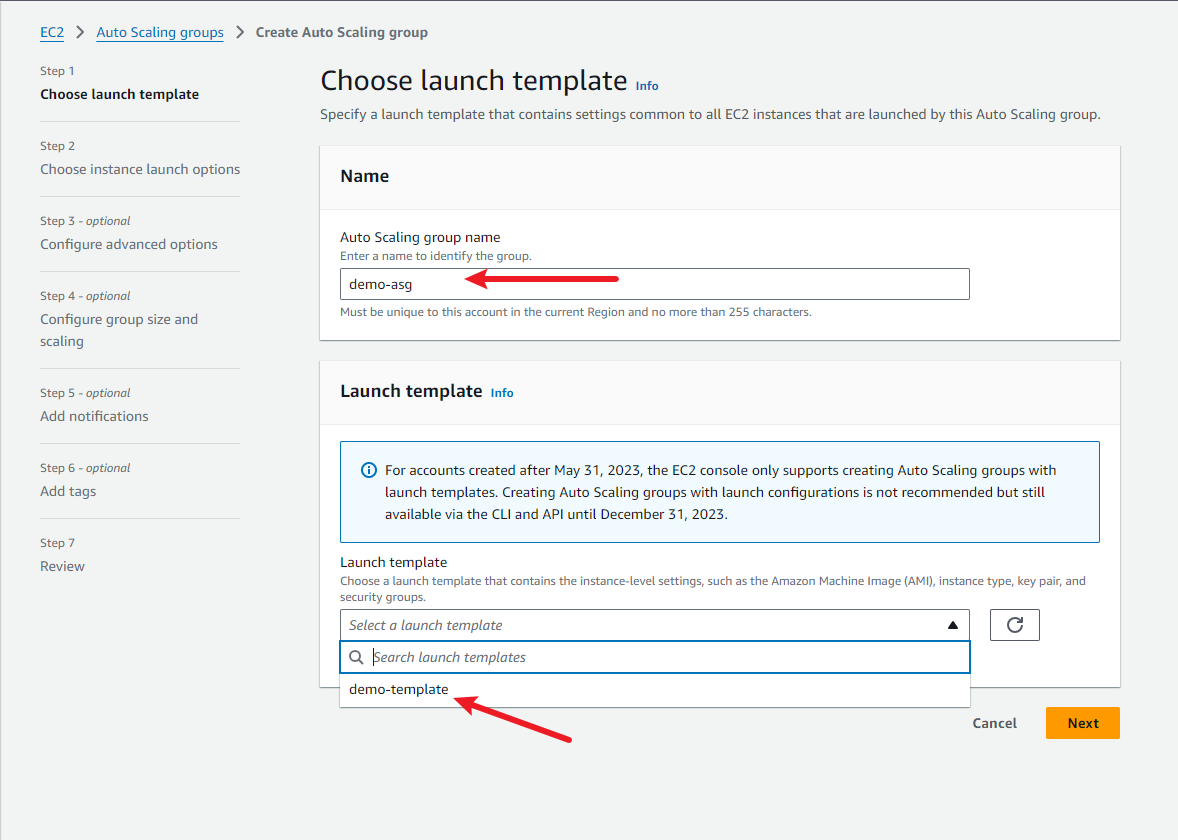 EC2 > Auto Scaling groups > Create Auto Scaling group
Step 1
Choose launch template
Step 2
Choose instance launch options
Step 3 - optional
Configure advanced options
Step 4 - optional
Configure group size and
scaling
Step 5 - optional
Add notifications
Step 6 - optional
Add tags
Step 7
Review
Choose launch template Info
Specify a launch template that contains settings common to all EC2 instances that are launched by this Auto Scaling group.
Name
Auto Scaling group name
Enter a name to identify the group.
demo-asg
Must be unique to this account in the current Region and no more than 255 characters.
Launch template Info
For accounts created after May 31, 2023, the EC2 console only supports creating Auto Scaling groups with
launch templates. Creating Auto Scaling groups with launch configurations is not recommended but still
available via the CLI and API until December 31, 2023.
Launch template
Choose a launch template that contains the instance-level settings, such as the Amazon Machine Image (AMI), instance type, key pair, and
security groups.
Select a launch template
Search launch templates
demo-template
Cancel
Next